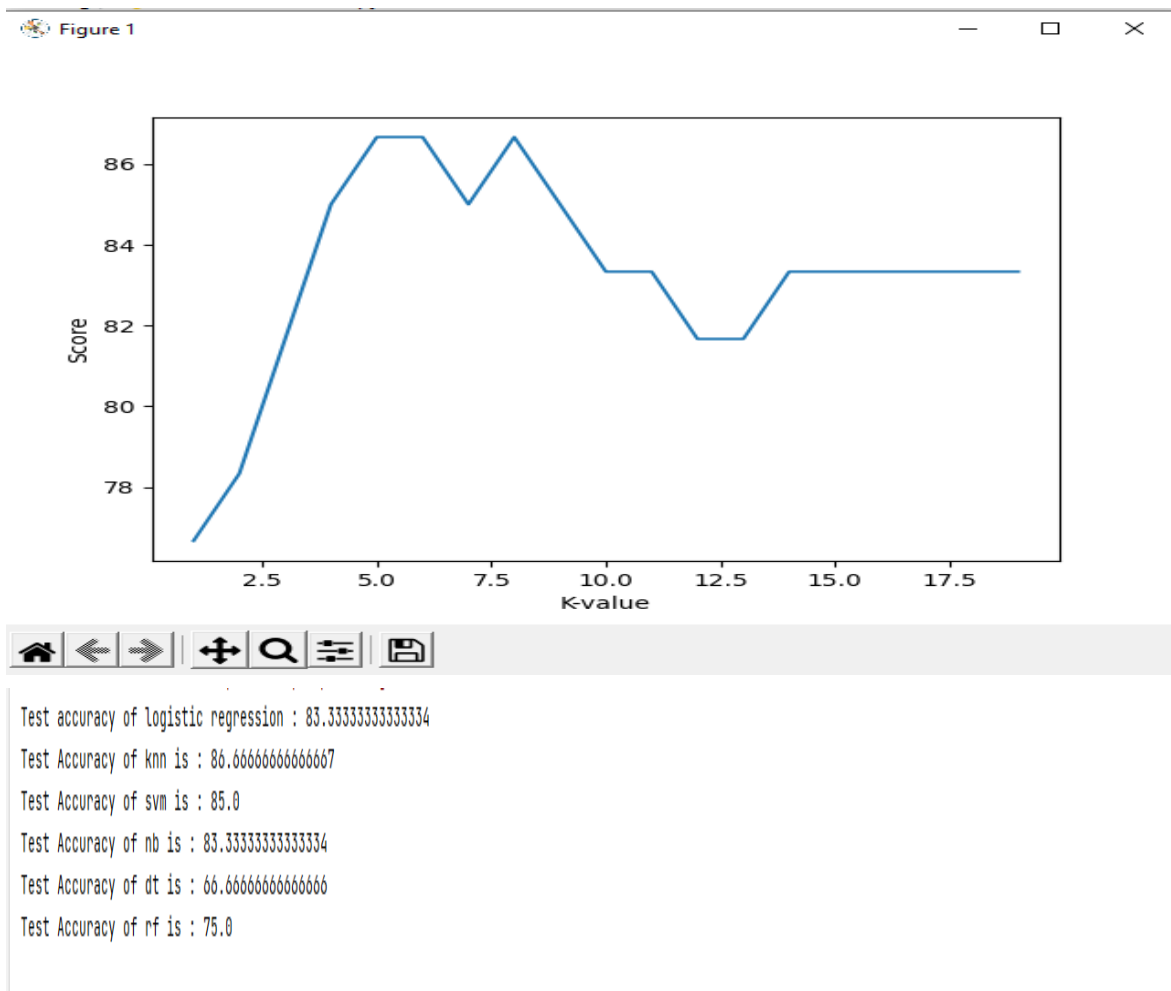 Figure 1
86
84
82
80
78
Score
2.5 5.0 7.5 10.0 12.5 15.0 17.5
K-value
Test accuracy of logistic regression : 83.33333333333334
Test Accuracy of knn is : 86.6666666666667
Test Accuracy of svm is : 85.0
Test Accuracy of nb is : 83.33333333333334
Test Accuracy of dt is : 66.66666666666666
Test Accuracy of rf is : 75.0